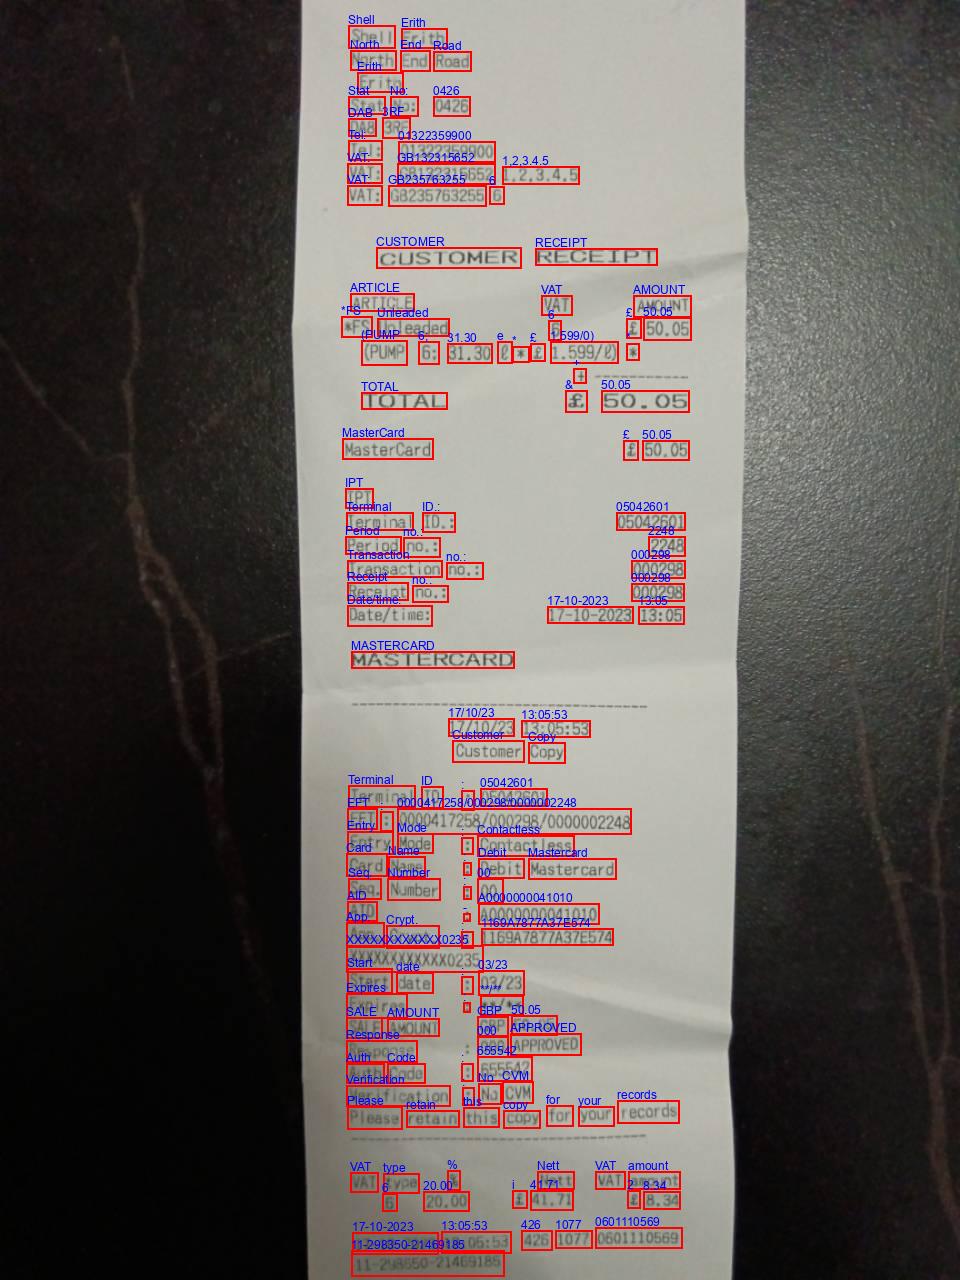 Shell Erith
North End Road
Erith
Stat No: 0426
DA8 3RF
Tel: 01322359900
VAT: GB132315652 1,2,3,4,5
VAT: GB235763255 6
CUSTOMER RECEIPT
ARTICLE VAT AMOUNT
*FS Unleaded 6 £ 50.05
(PUMP 6; 31.30 ℓ * £ 1.599/ℓ) *
TOTAL £ 50.05
MasterCard £ 50.05
IPT
Terminal ID.: 05042601
Period no.: 2248
Transaction no.: 000298
Receipt no.: 000298
Date/time: 17-10-2023 13:05
MASTERCARD
17/10/23 13:05:53
Customer Copy
Terminal ID : 05042601
EFT : 0000417258/000298/0000002248
Entry Mode : Contactless
Card Name : Debit Mastercard
Seq. Number : 00
AID : A0000000041010
App. Crypt. : 1169A7877A37E574
XXXXXXXXXXXX0235
Start date : 03/23
Expires : **/**
SALE AMOUNT GBP 50.05
Response : 000 APPROVED
Auth Code : 655542
Verification : No CVM
Please retain this copy for your records
VAT type % Nett VAT amount
6 20.00 £ 41.71 £ 8.34
17-10-2023 13:05:53 426 1077 0601110569
11-298350-21469185